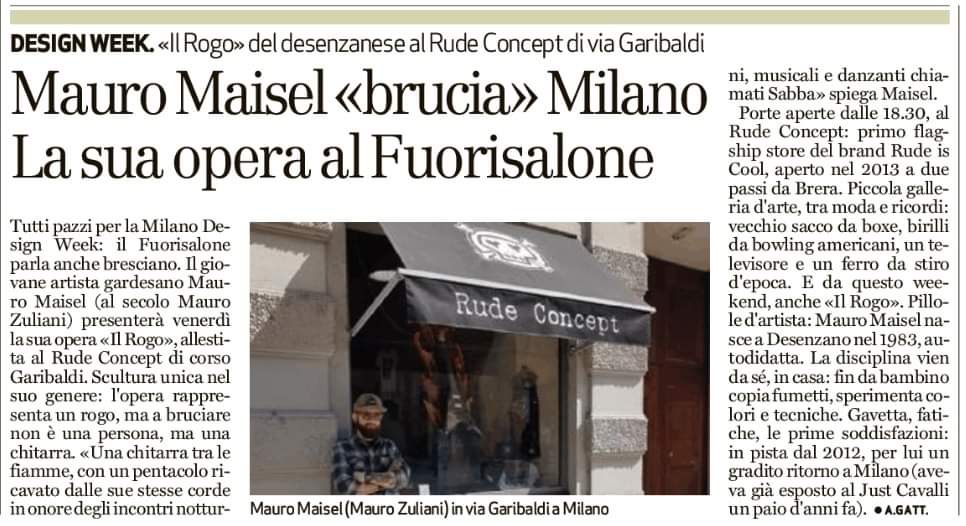 DESIGN WEEK. «Il Rogo» del desenzanese al Rude Concept di via Garibaldi
Mauro Maisel «brucia» Milano
La sua opera al Fuorisalone
Tutti pazzi per la Milano De-
sign Week: il Fuorisalone
parla anche bresciano. Il gio-
vane artista gardesano Mau-
ro Maisel (al secolo Mauro
Zuliani) presenterà venerdì
la sua opera «Il Rogo», allesti-
ta al Rude Concept di corso
Garibaldi. Scultura unica nel
suo genere: l'opera rappre-
senta un rogo, ma a bruciare
non è una persona, ma una
chitarra. «Una chitarra tra le
fiamme, con un pentacolo ri-
cavato dalle sue stesse corde
in onore degli incontri nottur-
Rude Concept
Mauro Maisel (Mauro Zuliani) in via Garibaldi a Milano
ni, musicali e danzanti chia-
mati Sabba» spiega Maisel.
Porte aperte dalle 18.30, al
Rude Concept: primo flag-
ship store del brand Rude is
Cool, aperto nel 2013 a due
passi da Brera. Piccola galle-
ria d'arte, tra moda e ricordi:
vecchio sacco da boxe, birilli
da bowling americani, un te-
levisore e un ferro da stiro
d'epoca. E da questo wee-
kend, anche «Il Rogo». Pillo-
le d'artista: Mauro Maisel na-
sce a Desenzano nel 1983, au-
todidatta. La disciplina vien
da sé, in casa: fin da bambino
copia fumetti, sperimenta co-
lori e tecniche. Gavetta, fati-
che, le prime soddisfazioni:
in pista dal 2012, per lui un
gradito ritorno a Milano (ave-
va già esposto al Just Cavalli
un paio d'anni fa). ● A.GATT.